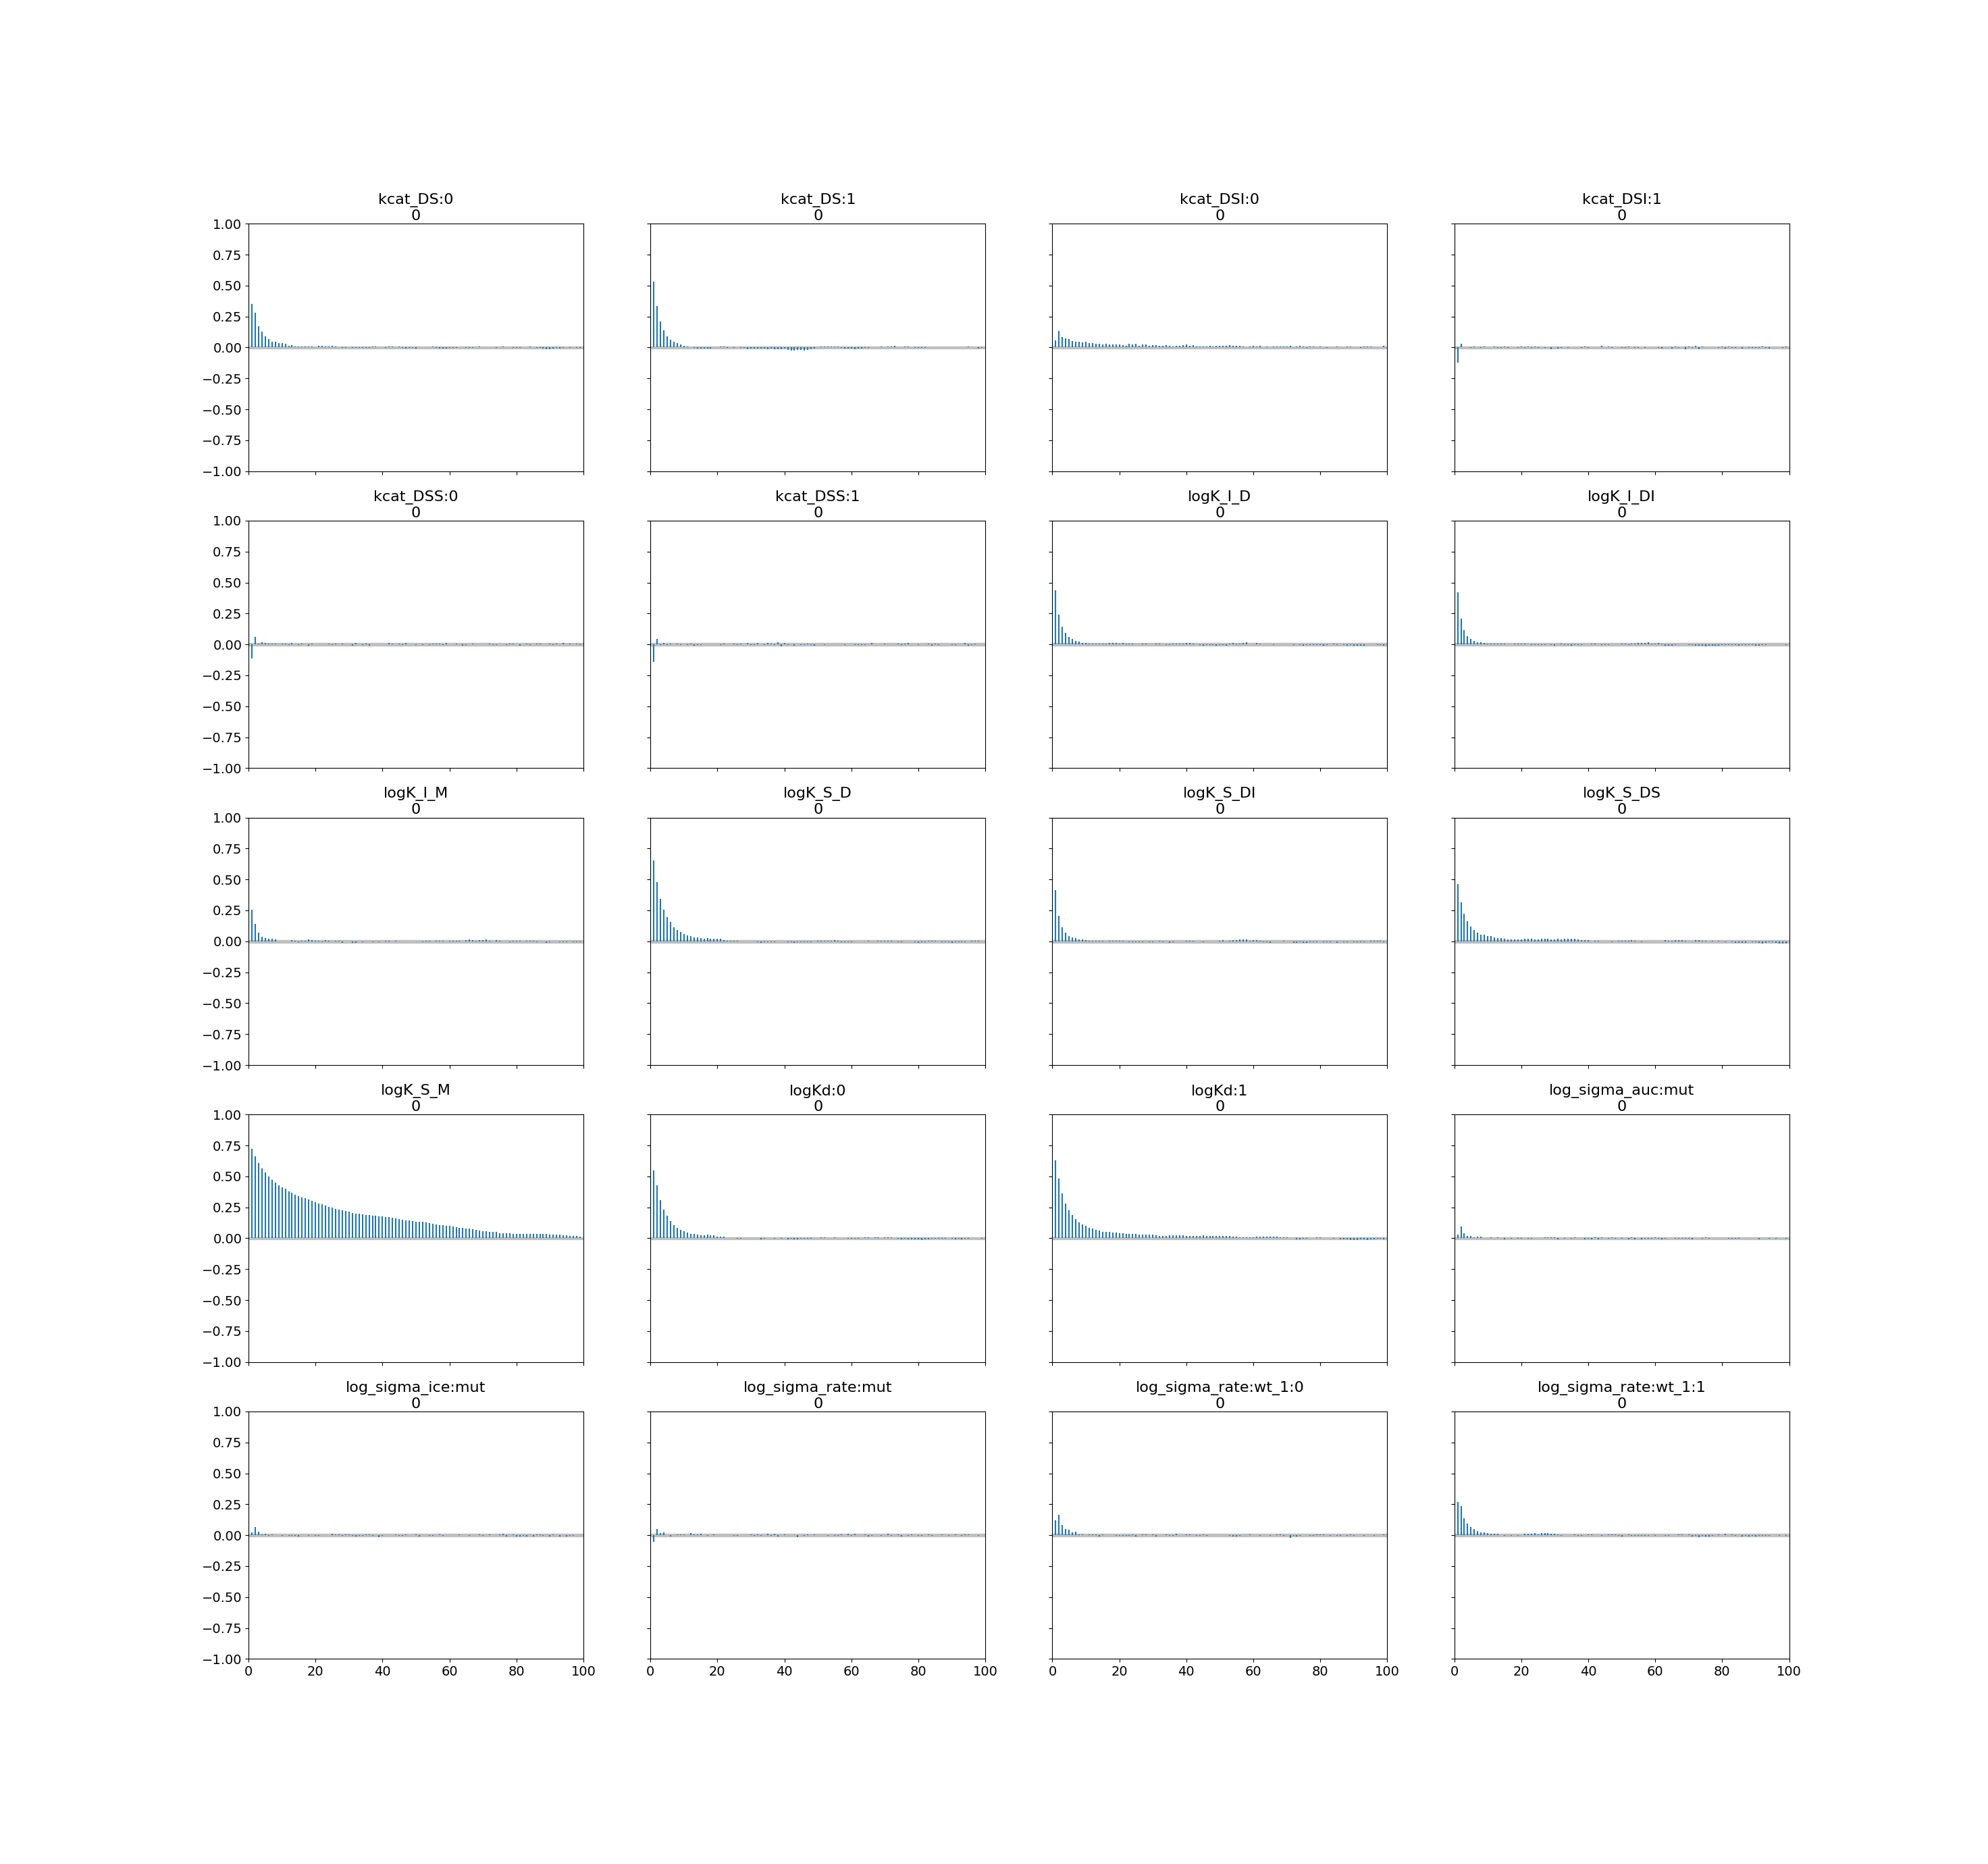 kcat_DS:0
0
kcat_DS:1
0
kcat_DSI:0
0
kcat_DSI:1
0
1.00
0.75
0.50
0.25
0.00
−0.25
−0.50
−0.75
−1.00
kcat_DSS:0
0
kcat_DSS:1
0
logK_I_D
0
logK_I_DI
0
1.00
0.75
0.50
0.25
0.00
−0.25
−0.50
−0.75
−1.00
logK_I_M
0
logK_S_D
0
logK_S_DI
0
logK_S_DS
0
1.00
0.75
0.50
0.25
0.00
−0.25
−0.50
−0.75
−1.00
logK_S_M
0
logKd:0
0
logKd:1
0
log_sigma_auc:mut
0
1.00
0.75
0.50
0.25
0.00
−0.25
−0.50
−0.75
−1.00
log_sigma_ice:mut
0
log_sigma_rate:mut
0
log_sigma_rate:wt_1:0
0
log_sigma_rate:wt_1:1
0
1.00
0.75
0.50
0.25
0.00
−0.25
−0.50
−0.75
−1.00
0 20 40 60 80 100
0 20 40 60 80 100
0 20 40 60 80 100
0 20 40 60 80 100